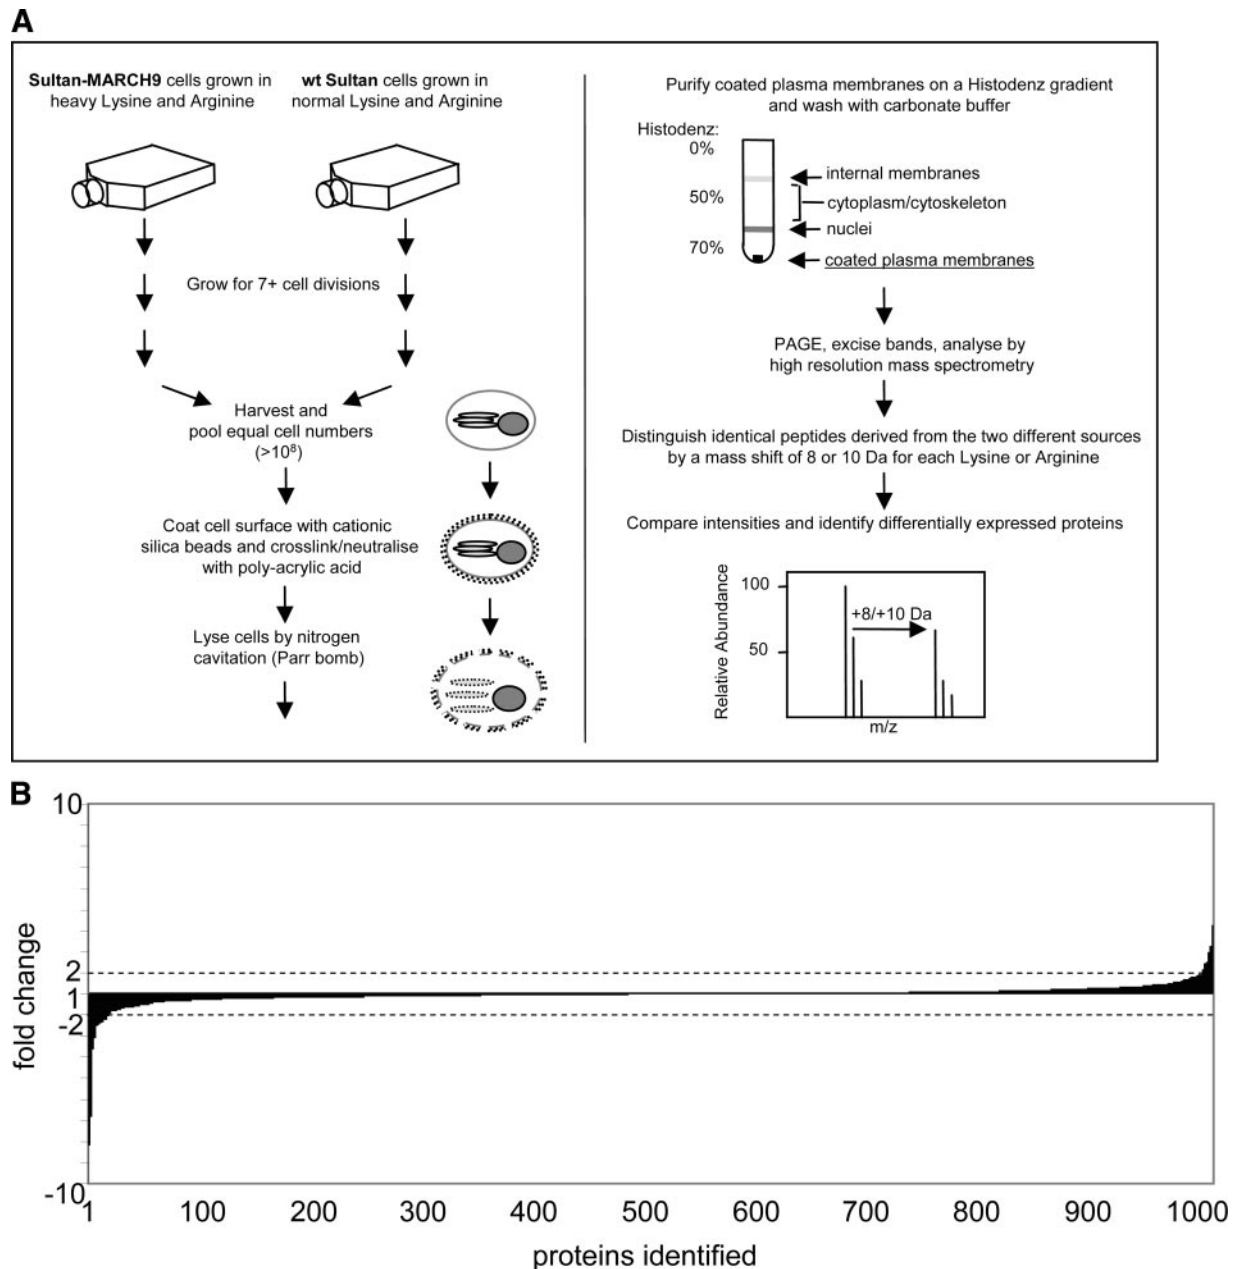 A
Sultan-MARCH9 cells grown in
heavy Lysine and Arginine
wt Sultan cells grown in
normal Lysine and Arginine
Grow for 7+ cell divisions
Harvest and
pool equal cell numbers
(>10⁸)
Coat cell surface with cationic
silica beads and crosslink/neutralise
with poly-acrylic acid
Lyse cells by nitrogen
cavitation (Parr bomb)
Purify coated plasma membranes on a Histodenz gradient
and wash with carbonate buffer
Histodenz:
0%
50%
70%
internal membranes
cytoplasm/cytoskeleton
nuclei
coated plasma membranes
PAGE, excise bands, analyse by
high resolution mass spectrometry
Distinguish identical peptides derived from the two different sources
by a mass shift of 8 or 10 Da for each Lysine or Arginine
Compare intensities and identify differentially expressed proteins
Relative Abundance
100
50
+8/+10 Da
m/z
B
fold change
10
2
1
-2
-10
1 100 200 300 400 500 600 700 800 900 1000
proteins identified